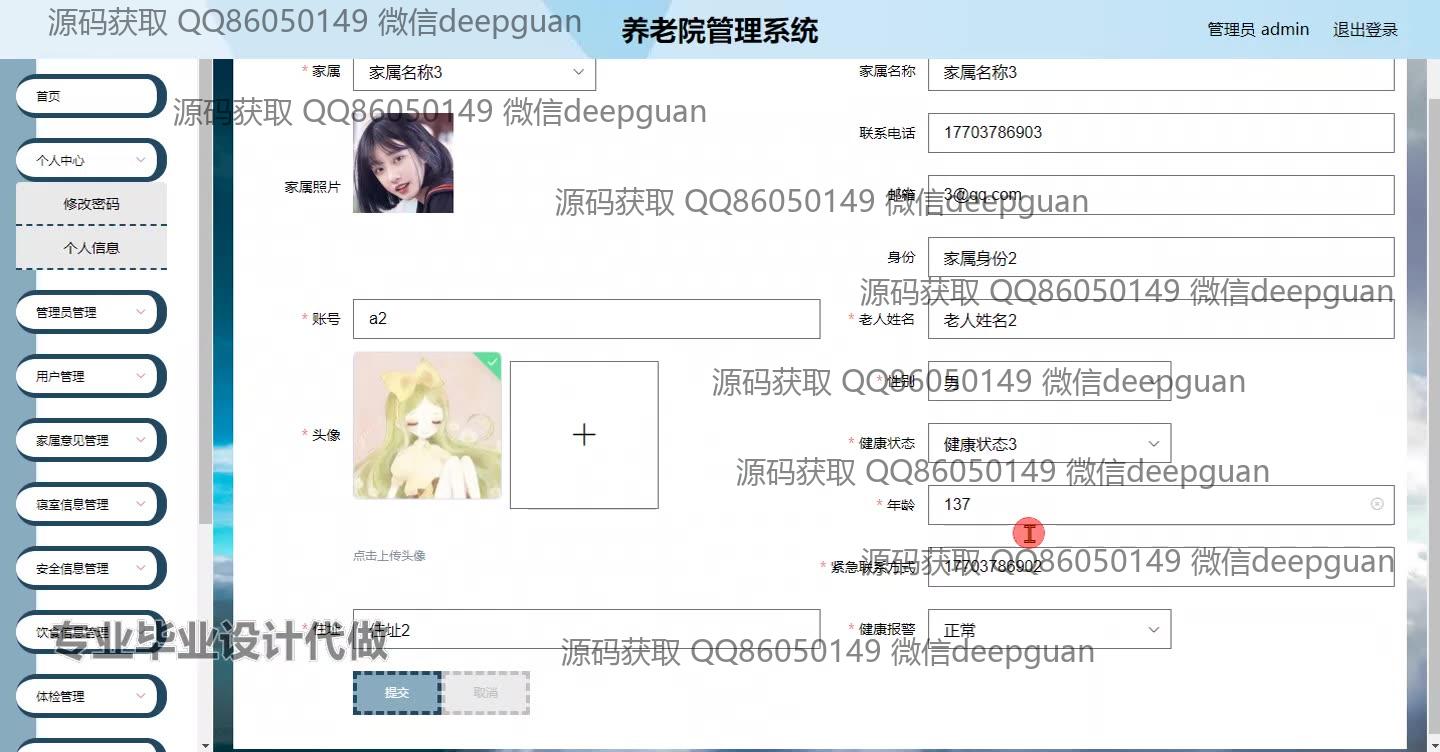 源码获取 QQ86050149 微信deepguan
养老院管理系统
管理员 admin
退出登录
首页
个人中心
修改密码
个人信息
管理员管理
用户管理
家属意见管理
寝室信息管理
安全信息管理
饮食信息管理
体检管理
* 家属
家属名称3
家属名称
家属名称3
源码获取 QQ86050149 微信deepguan
联系电话
17703786903
家属照片
邮箱
3@qq.com
源码获取 QQ86050149 微信deepguan
身份
家属身份2
源码获取 QQ86050149 微信deepguan
* 账号
a2
* 老人姓名
老人姓名2
* 性别
男
源码获取 QQ86050149 微信deepguan
* 头像
* 健康状态
健康状态3
源码获取 QQ86050149 微信deepguan
* 年龄
137
点击上传头像
* 紧急联系方式
17703786902
源码获取 QQ86050149 微信deepguan
* 住址
住址2
* 健康报警
正常
专业毕业设计代做
源码获取 QQ86050149 微信deepguan
提交
取消